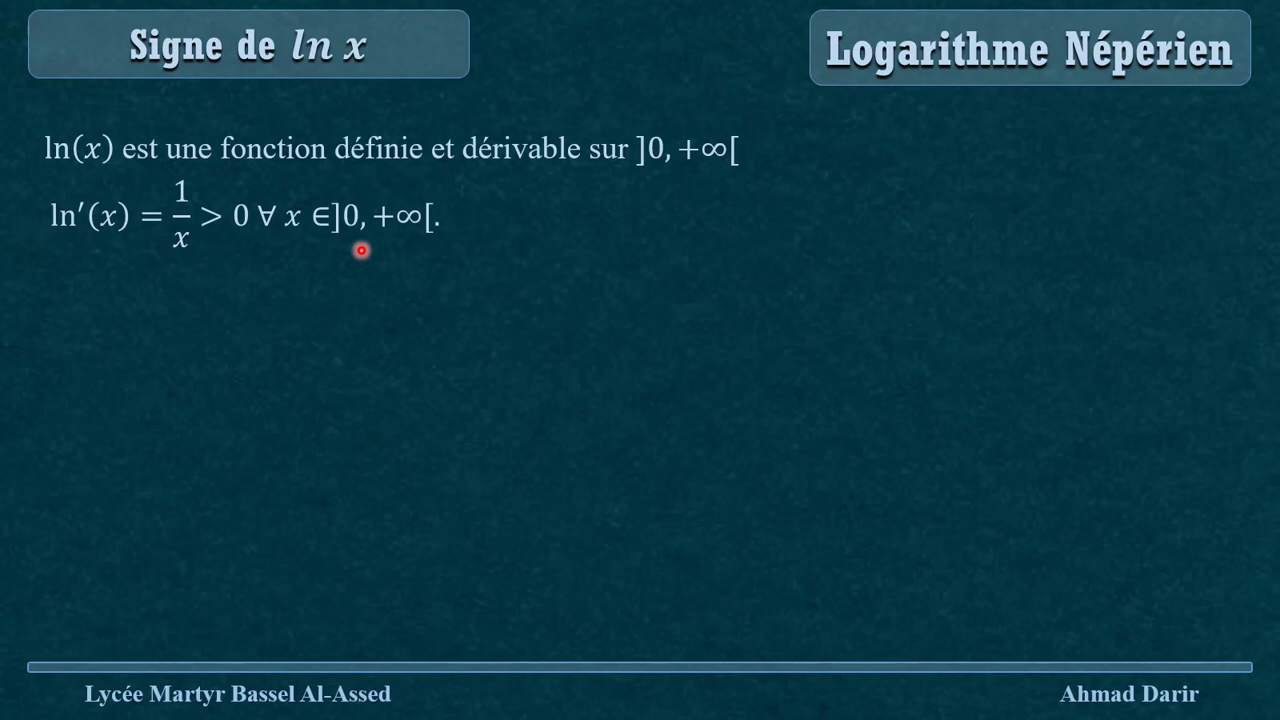 Signe de ln x
Logarithme Népérien
ln(x) est une fonction définie et dérivable sur ]0, +∞[
ln′(x) = 1/x > 0 ∀ x ∈]0, +∞[.
Lycée Martyr Bassel Al-Assed
Ahmad Darir